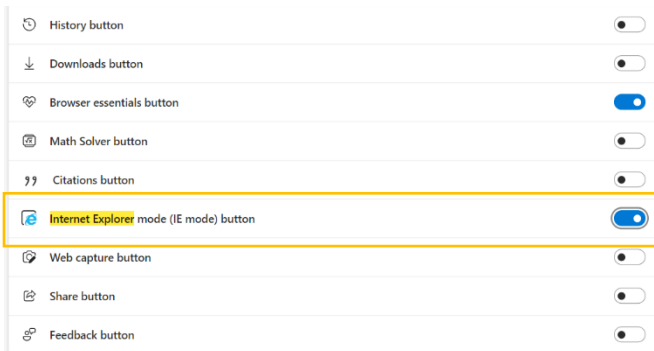 History button
Downloads button
Browser essentials button
Math Solver button
Citations button
Internet Explorer mode (IE mode) button
Web capture button
Share button
Feedback button